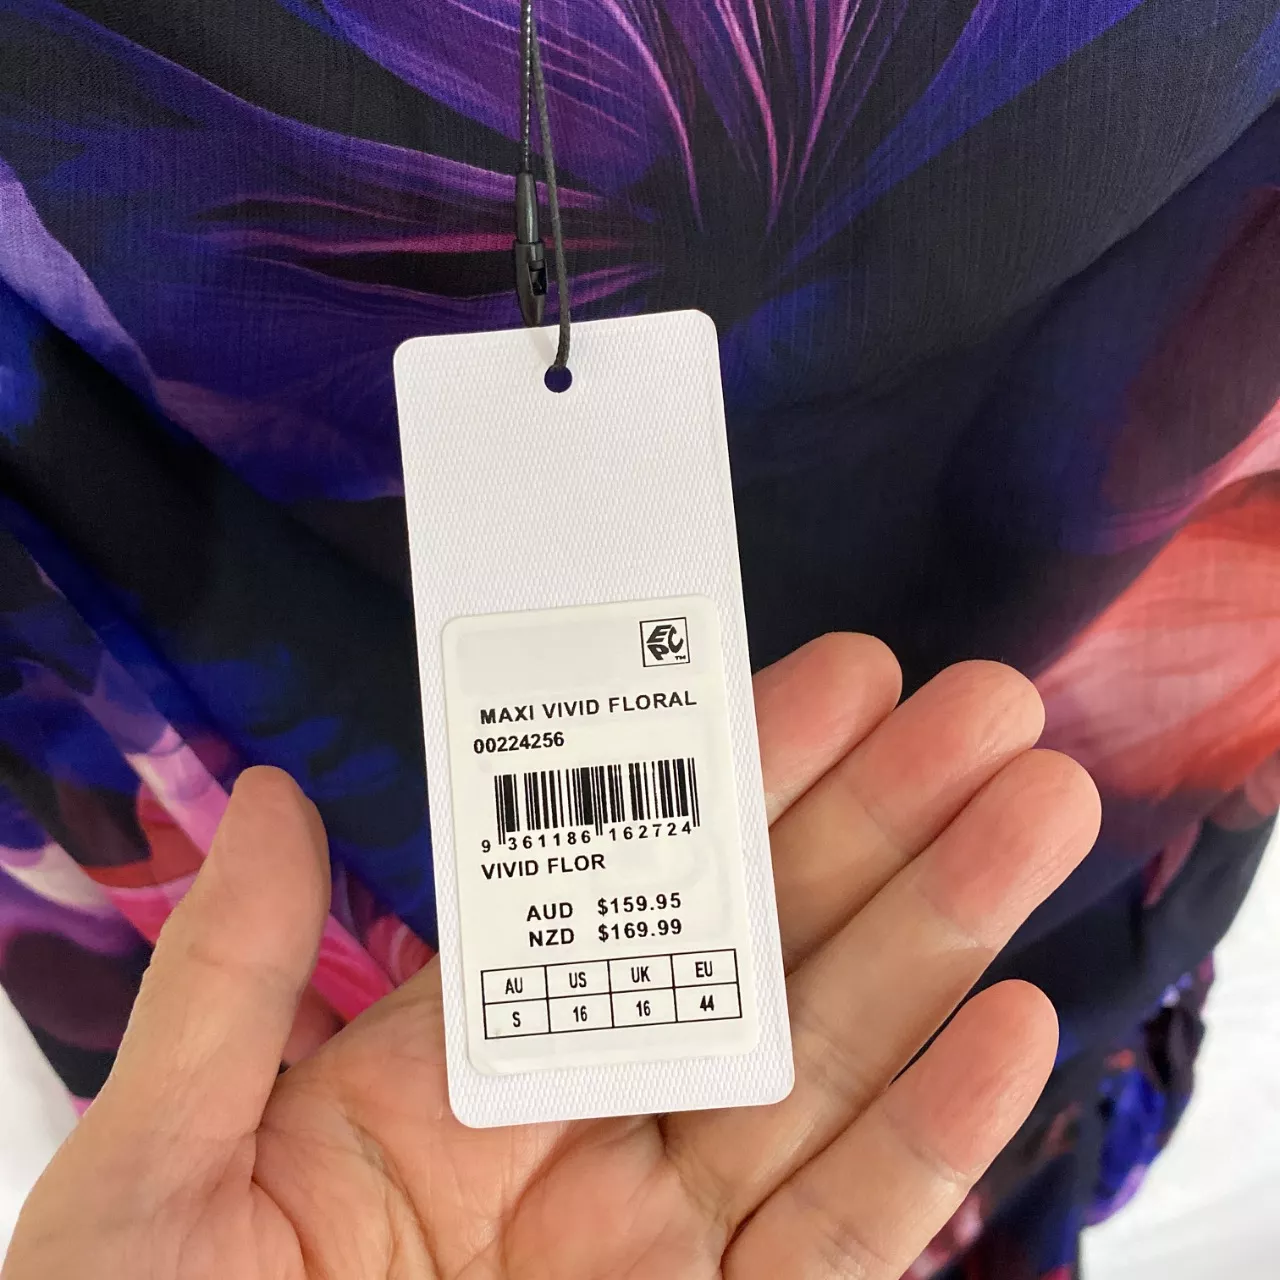 EPC™
MAXI VIVID FLORAL
00224256
9 361186 162724
VIVID FLOR
AUD $159.95
NZD $169.99
AU US UK EU
S 16 16 44